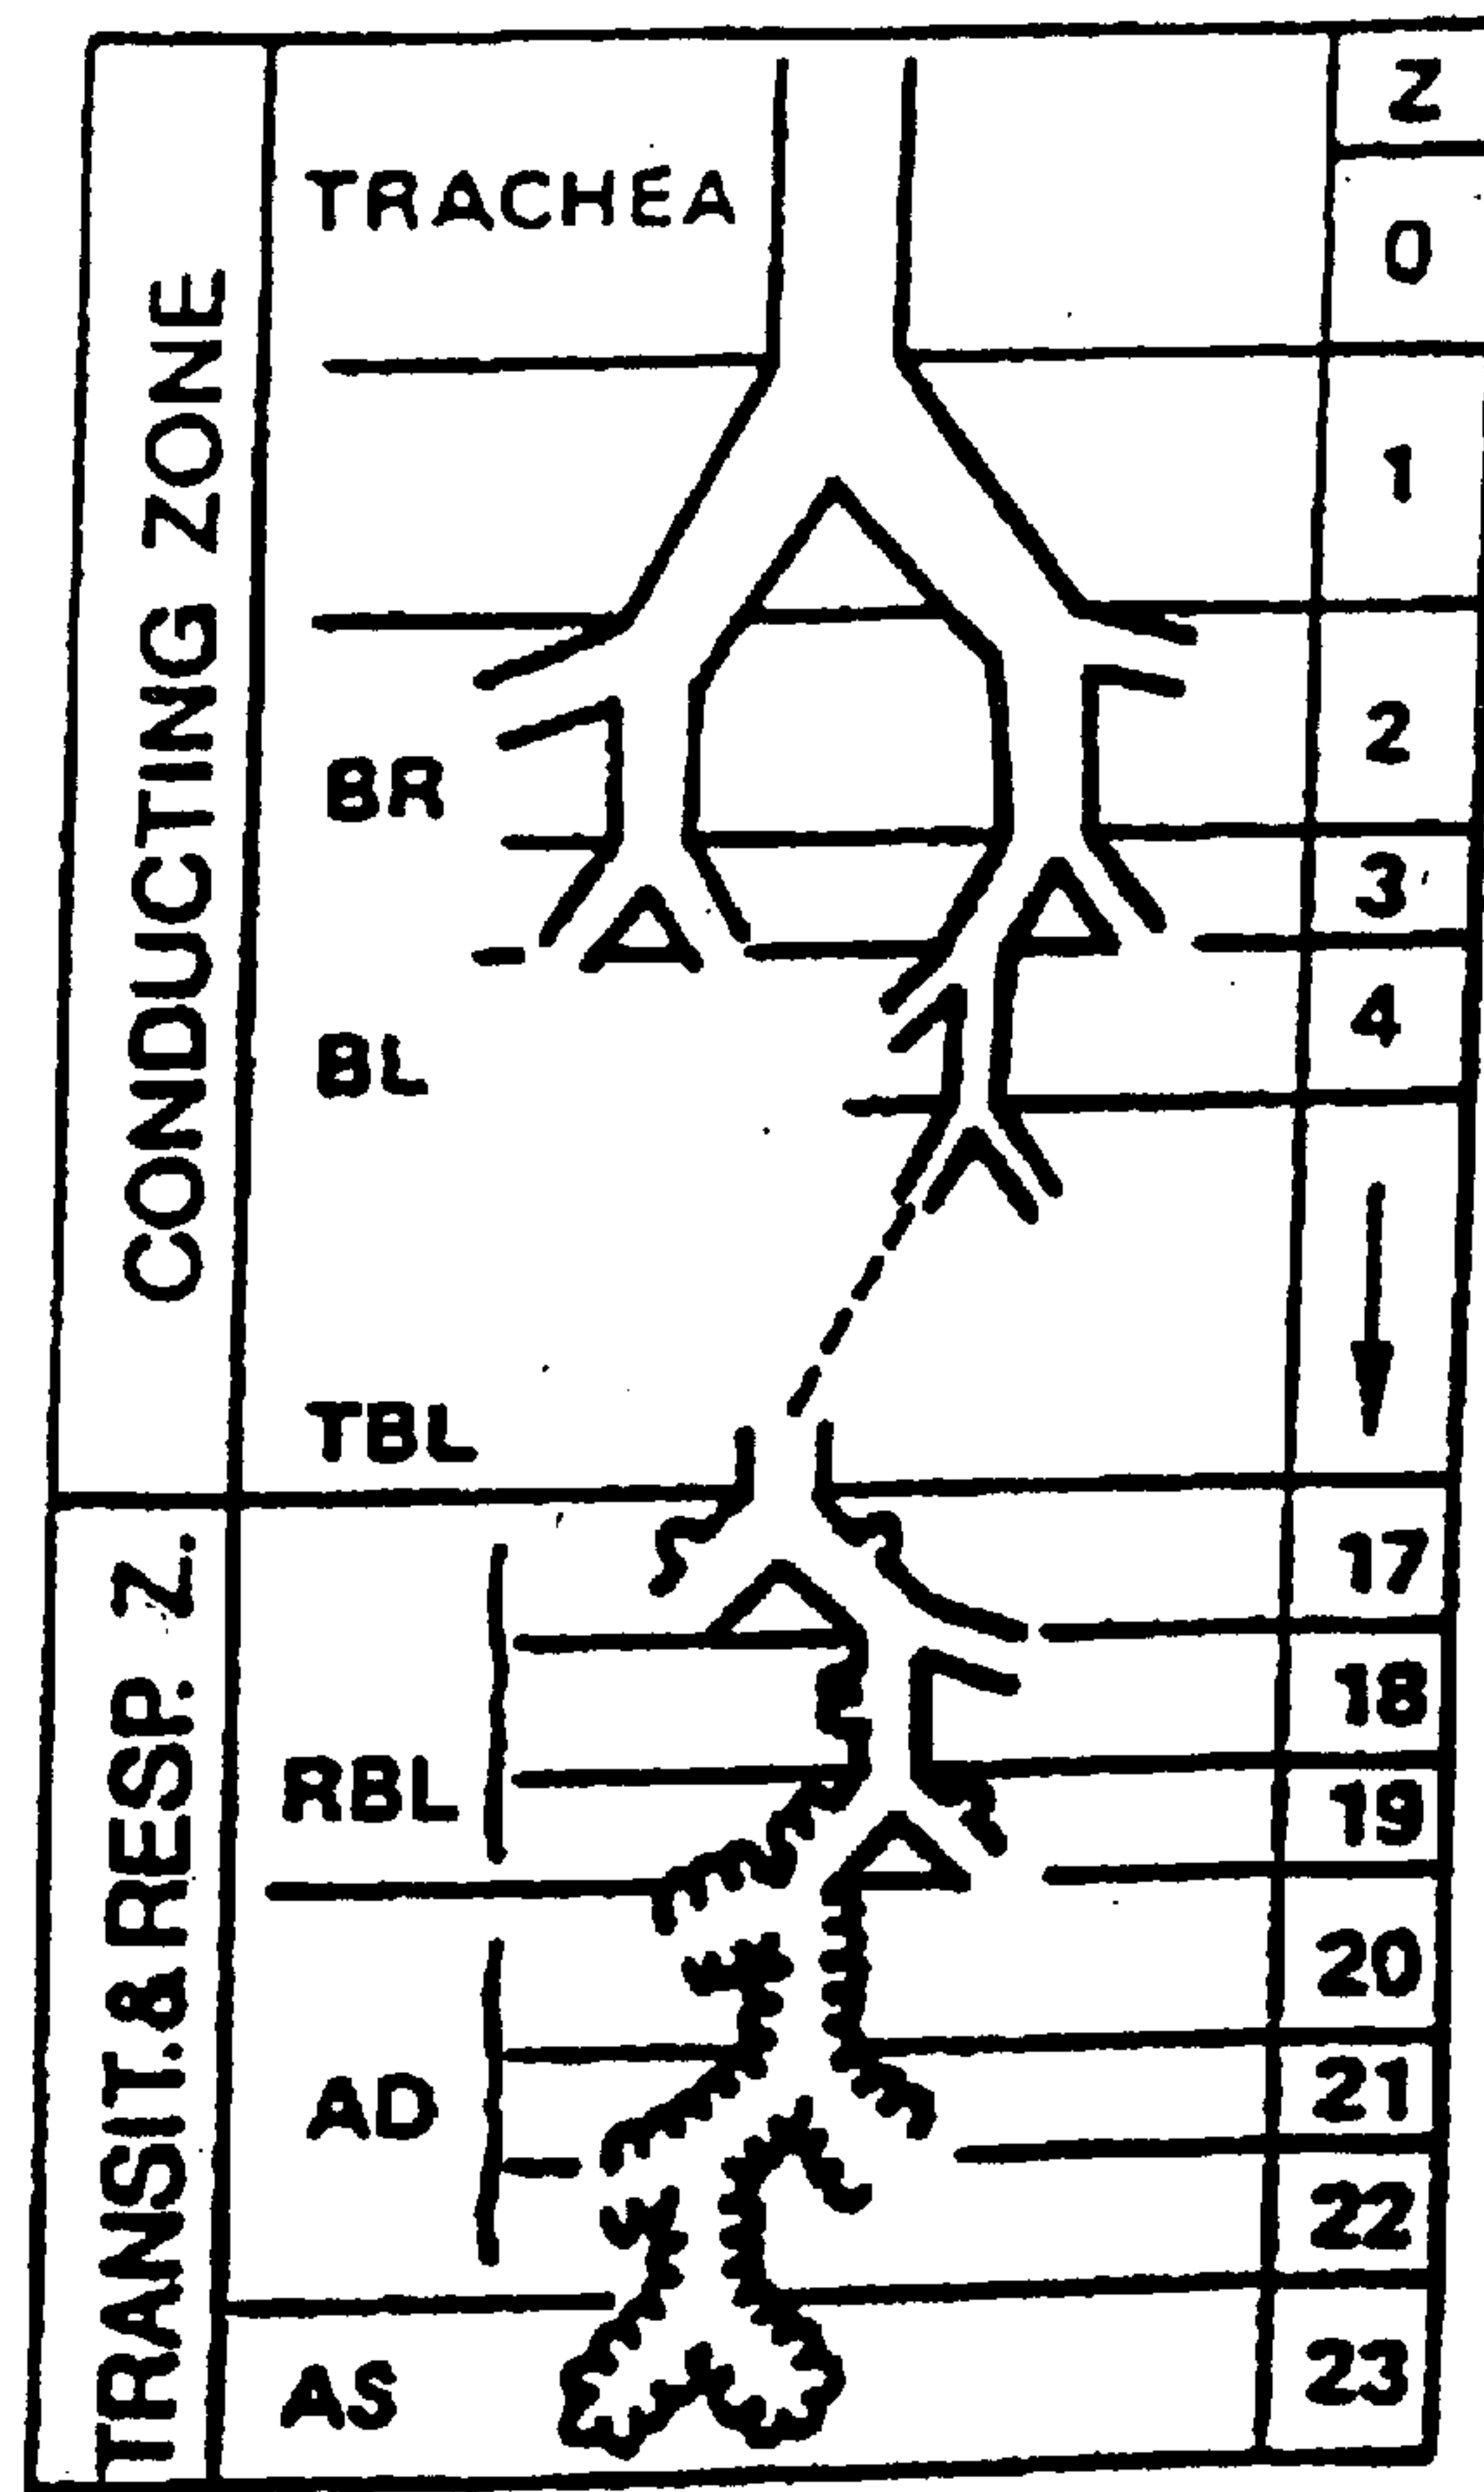 CONDUCTING ZONE
TRACHEA
BR
BL
TBL
TRANSIT. & RESP. Z.
RBL
AD
AS
Z
0
1
2
3
4
17
18
19
20
21
22
23